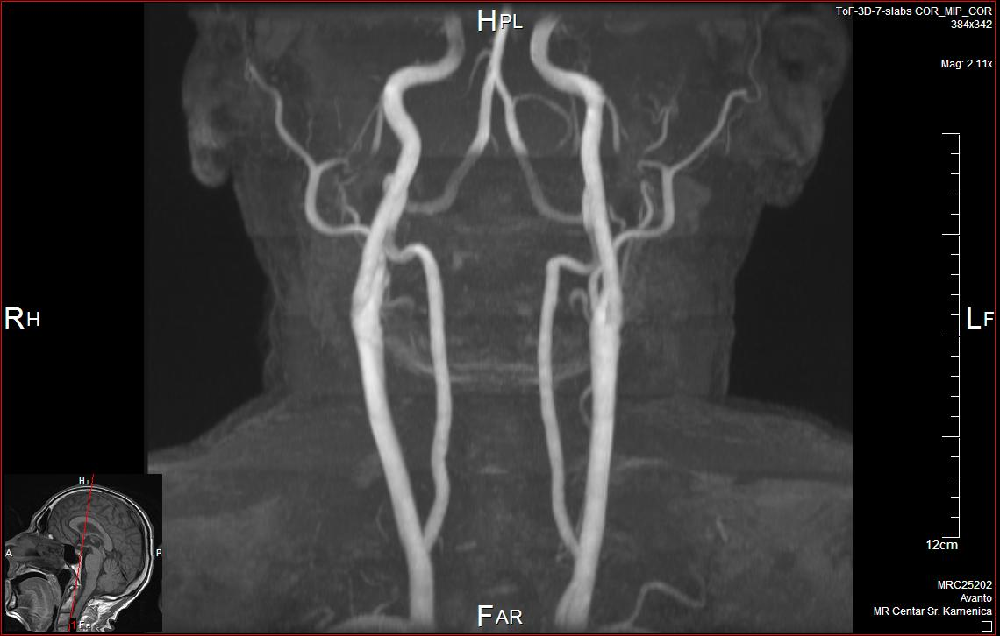 HPL
ToF-3D-7-slabs COR_MIP_COR
384x342
Mag: 2.11x
RH
LF
HL
A
P
1
FR
12cm
FAR
MRC25202
Avanto
MR Centar Sr. Kamenica